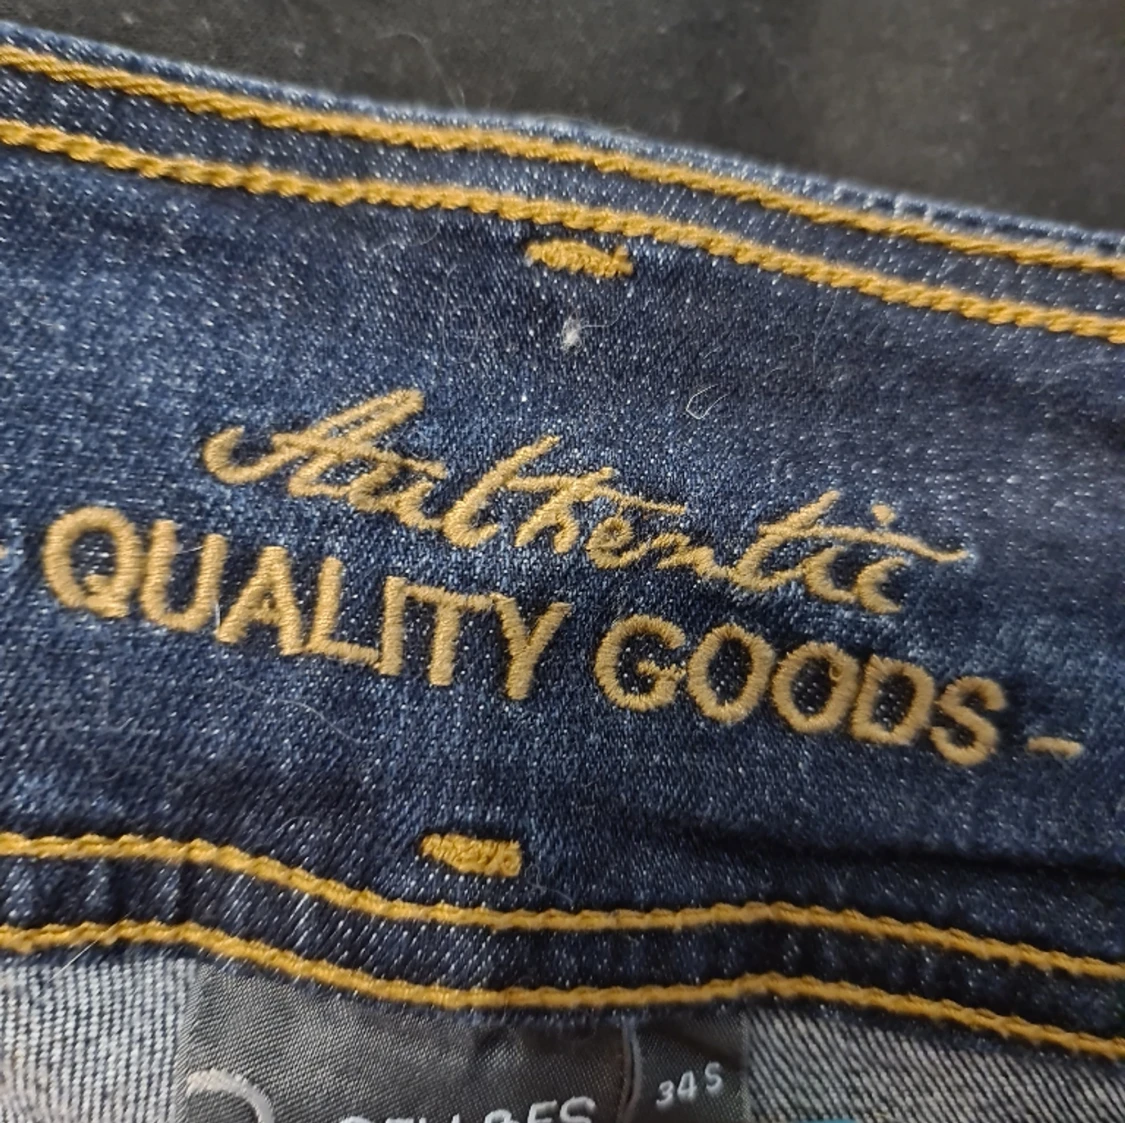 Authentic
- QUALITY GOODS -
34S